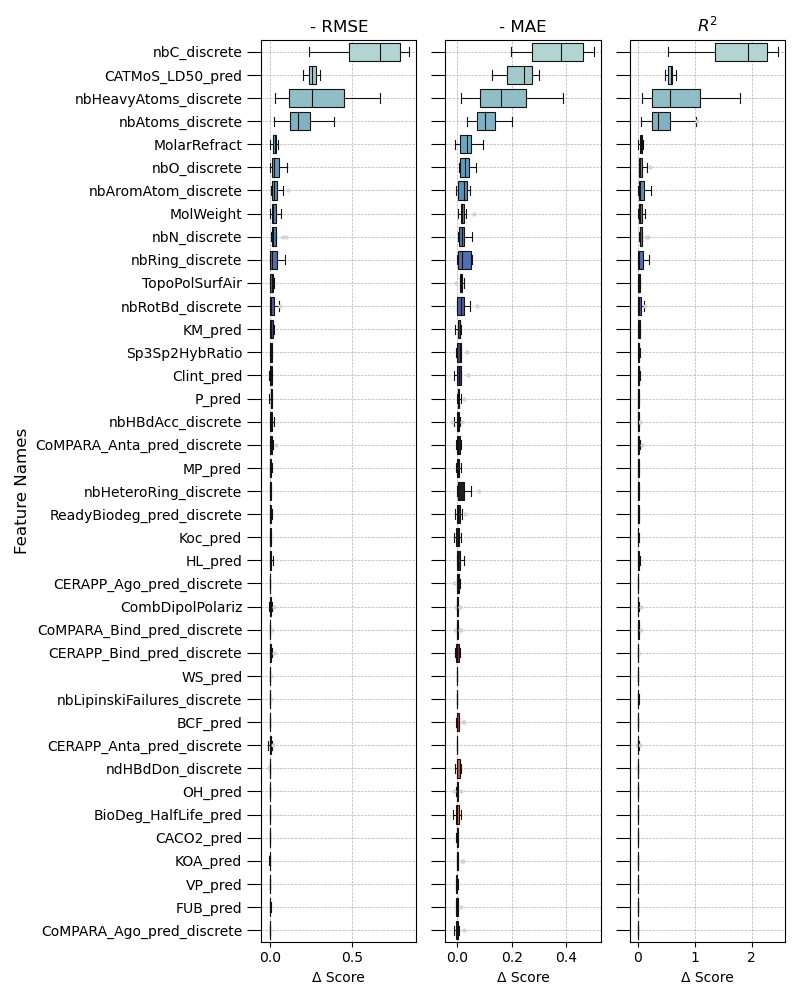 - RMSE
- MAE
R²
Feature Names
nbC_discrete
CATMoS_LD50_pred
nbHeavyAtoms_discrete
nbAtoms_discrete
MolarRefract
nbO_discrete
nbAromAtom_discrete
MolWeight
nbN_discrete
nbRing_discrete
TopoPolSurfAir
nbRotBd_discrete
KM_pred
Sp3Sp2HybRatio
Clint_pred
P_pred
nbHBdAcc_discrete
CoMPARA_Anta_pred_discrete
MP_pred
nbHeteroRing_discrete
ReadyBiodeg_pred_discrete
Koc_pred
HL_pred
CERAPP_Ago_pred_discrete
CombDipolPolariz
CoMPARA_Bind_pred_discrete
CERAPP_Bind_pred_discrete
WS_pred
nbLipinskiFailures_discrete
BCF_pred
CERAPP_Anta_pred_discrete
ndHBdDon_discrete
OH_pred
BioDeg_HalfLife_pred
CACO2_pred
KOA_pred
VP_pred
FUB_pred
CoMPARA_Ago_pred_discrete
0.0 0.5
0.0 0.2 0.4
0 1 2
Δ Score
Δ Score
Δ Score